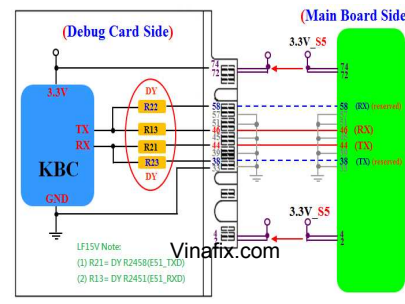 (Main Board Side
(Debug Card Side)
3.3V_S5
74
72
74
72
3.3V
DY
R22
58
58 (RX)(reserved)
TX
R13
46
46 (RX)
RX
R21
44
44 (TX)
KBC
R23
38
38 (TX)(reserved)
DY
GND
3.3V_S5
4
2
4
2
LF15V Note:
Vinafix.com
(1) R21= DY R2458(E51_TXD)
(2) R13= DY R2451(E51_RXD)